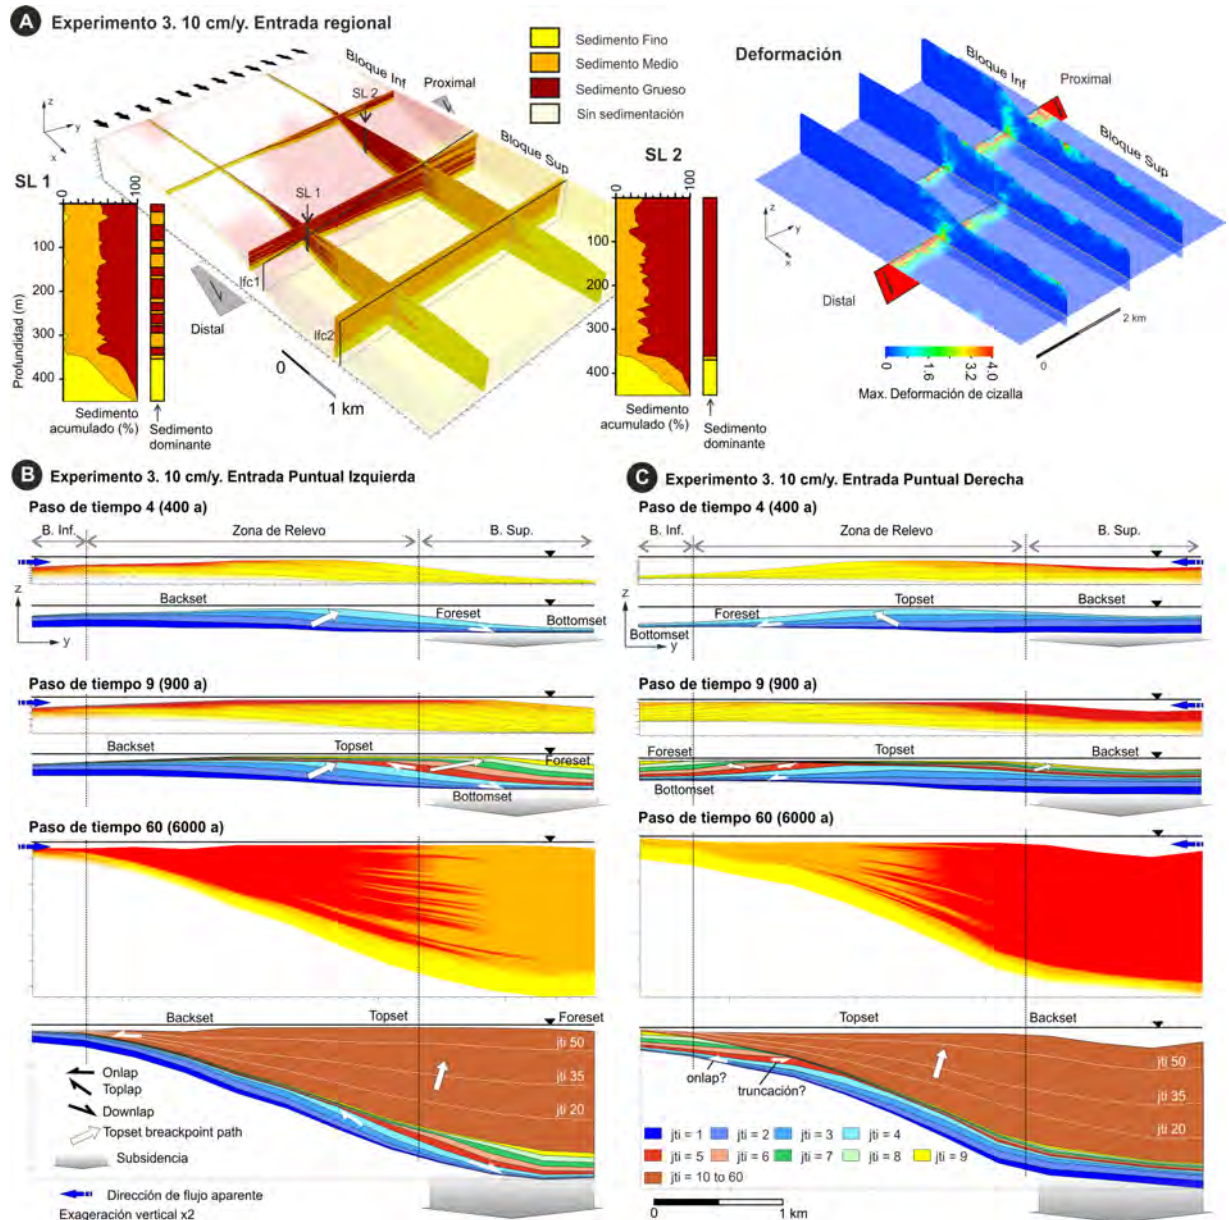 A Experimento 3. 10 cm/y. Entrada regional
Sedimento Fino
Sedimento Medio
Sedimento Grueso
Sin sedimentación
Bloque Inf
Proximal
SL 2
Bloque Sup
z
y
x
SL 1
SL 1
0
100
100
200
300
400
Profundidad (m)
Sedimento
acumulado (%)
Sedimento
dominante
lfc1
lfc2
Distal
0
1 km
SL 2
0
100
0
100
200
300
400
Sedimento
acumulado (%)
Sedimento
dominante
Deformación
Bloque Inf
Proximal
Bloque Sup
z
y
x
Distal
2 km
0
0
1.6
3.2
4.0
Max. Deformación de cizalla
B Experimento 3. 10 cm/y. Entrada Puntual Izquierda
Paso de tiempo 4 (400 a)
B. Inf.
Zona de Relevo
B. Sup.
z
y
Backset
Foreset
Bottomset
Paso de tiempo 9 (900 a)
Backset
Topset
Foreset
Bottomset
Paso de tiempo 60 (6000 a)
Backset
Topset
Foreset
jti 50
jti 35
jti 20
Onlap
Toplap
Downlap
Topset breackpoint path
Subsidencia
Dirección de flujo aparente
Exageración vertical x2
C Experimento 3. 10 cm/y. Entrada Puntual Derecha
Paso de tiempo 4 (400 a)
B. Inf.
Zona de Relevo
B. Sup.
z
y
Foreset
Topset
Backset
Bottomset
Paso de tiempo 9 (900 a)
Foreset
Topset
Backset
Bottomset
Paso de tiempo 60 (6000 a)
Topset
Backset
jti 50
jti 35
jti 20
onlap?
truncación?
jti = 1
jti = 2
jti = 3
jti = 4
jti = 5
jti = 6
jti = 7
jti = 8
jti = 9
jti = 10 to 60
0
1 km